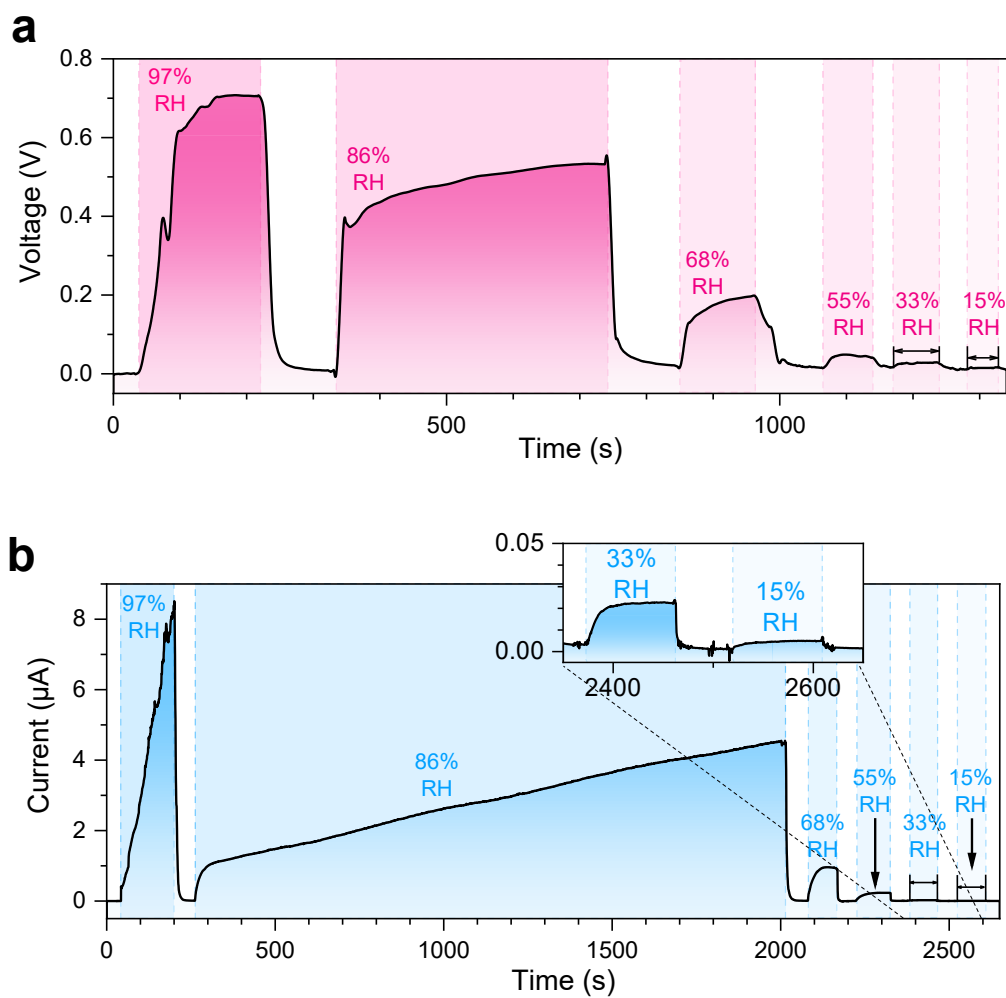 a
0.8
0.6
0.4
0.2
0.0
Voltage (V)
97%
RH
86%
RH
68%
RH
55%
RH
33%
RH
15%
RH
0
500
1000
Time (s)
b
0.05
0.00
33%
RH
15%
RH
2400
2600
8
6
4
2
0
Current (µA)
97%
RH
86%
RH
68%
RH
55%
RH
33%
RH
15%
RH
0
500
1000
1500
2000
2500
Time (s)